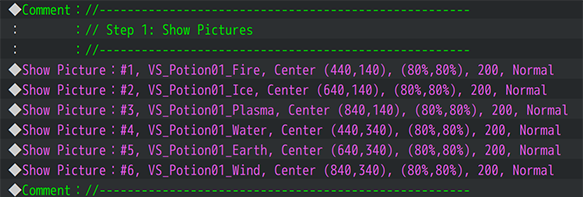 ◆Comment：//--------------------------------------------------
：       ：// Step 1: Show Pictures
：       ：//--------------------------------------------------
◆Show Picture：#1, VS_Potion01_Fire, Center (440,140), (80%,80%), 200, Normal
◆Show Picture：#2, VS_Potion01_Ice, Center (640,140), (80%,80%), 200, Normal
◆Show Picture：#3, VS_Potion01_Plasma, Center (840,140), (80%,80%), 200, Normal
◆Show Picture：#4, VS_Potion01_Water, Center (440,340), (80%,80%), 200, Normal
◆Show Picture：#5, VS_Potion01_Earth, Center (640,340), (80%,80%), 200, Normal
◆Show Picture：#6, VS_Potion01_Wind, Center (840,340), (80%,80%), 200, Normal
◆Comment：//--------------------------------------------------